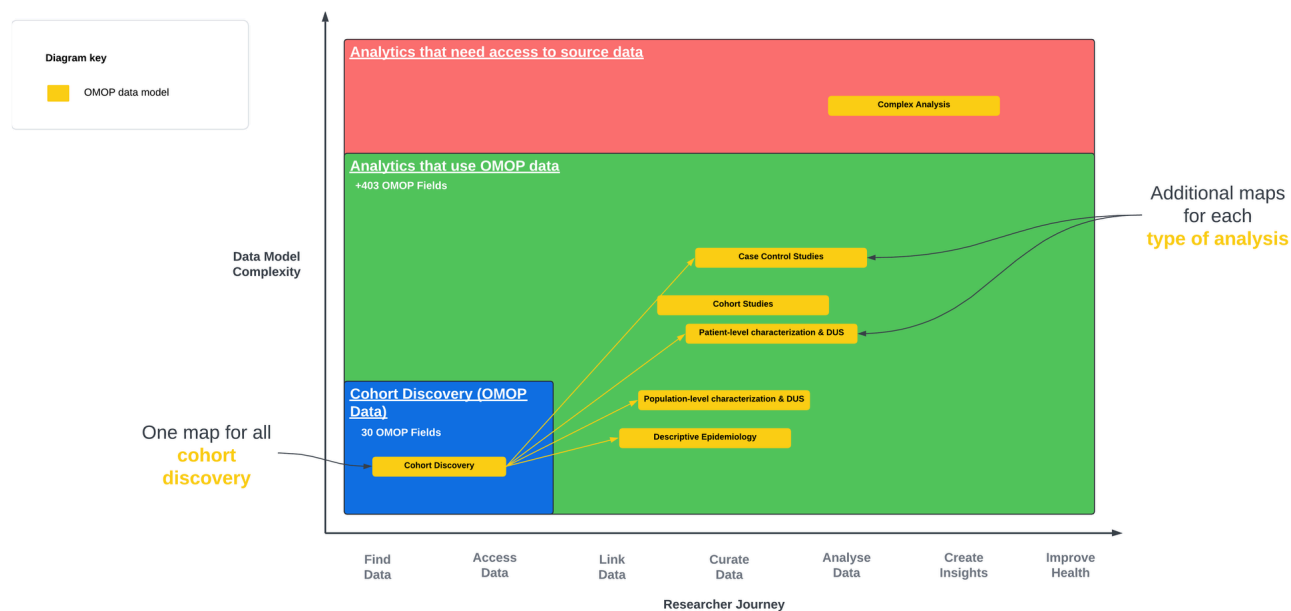 Diagram key
OMOP data model
Analytics that need access to source data
Complex Analysis
Analytics that use OMOP data
+403 OMOP Fields
Additional maps
for each
type of analysis
Data Model
Complexity
Case Control Studies
Cohort Studies
Patient-level characterization & DUS
Cohort Discovery (OMOP
Data)
30 OMOP Fields
Population-level characterization & DUS
Descriptive Epidemiology
One map for all
cohort
discovery
Cohort Discovery
Find
Data
Access
Data
Link
Data
Curate
Data
Analyse
Data
Create
Insights
Improve
Health
Researcher Journey